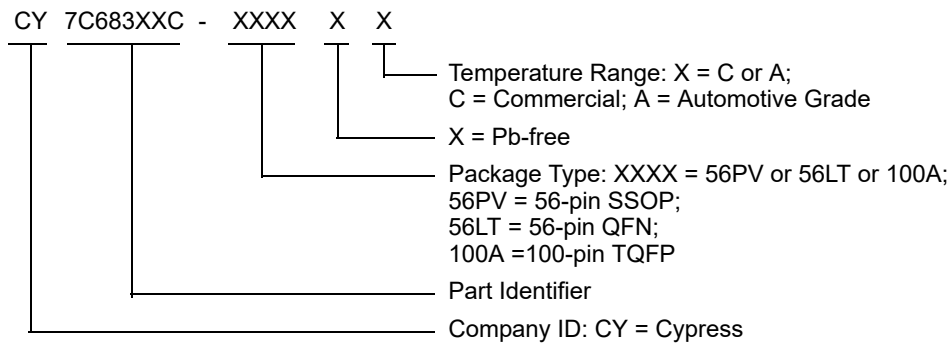 CY 7C683XXC - XXXX X X
Temperature Range: X = C or A;
C = Commercial; A = Automotive Grade
X = Pb-free
Package Type: XXXX = 56PV or 56LT or 100A;
56PV = 56-pin SSOP;
56LT = 56-pin QFN;
100A =100-pin TQFP
Part Identifier
Company ID: CY = Cypress